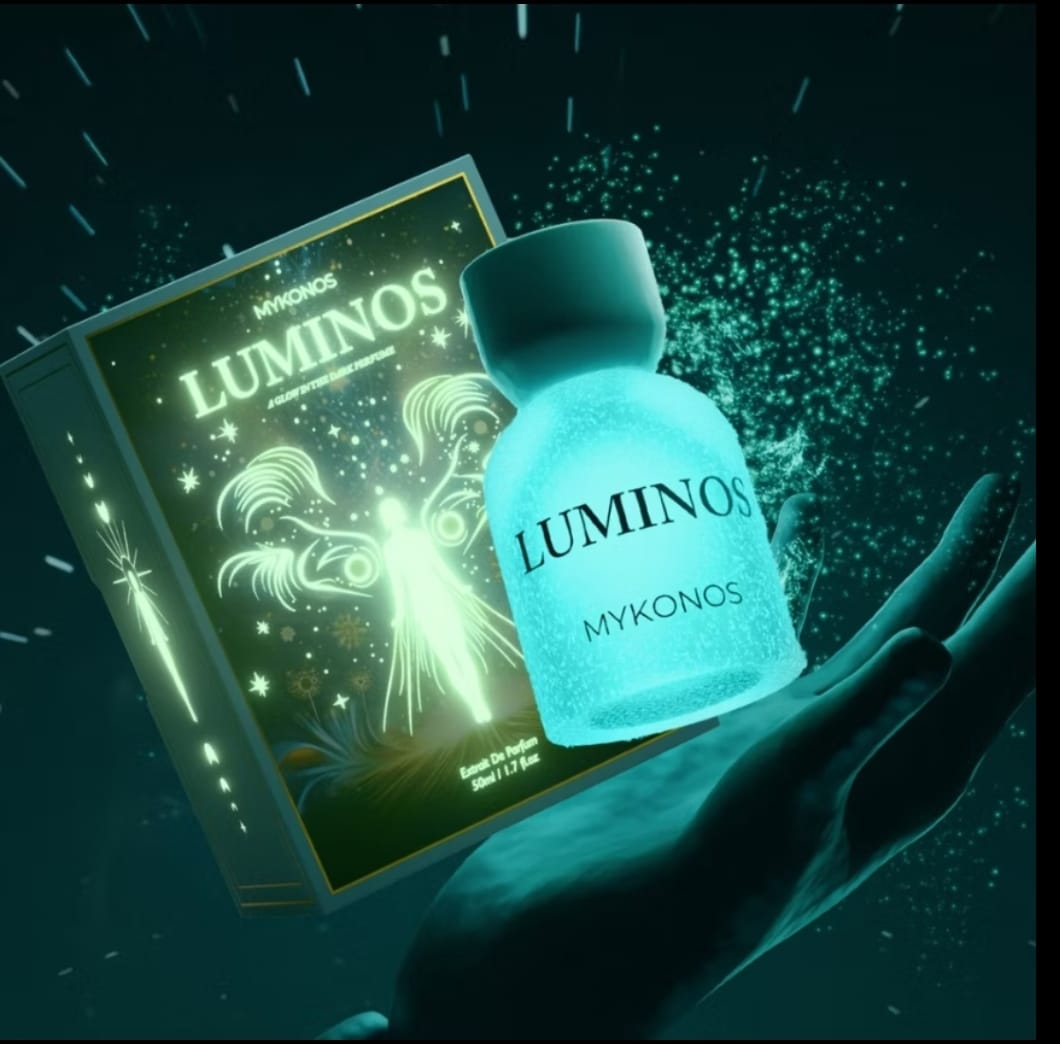 MYKONOS
LUMINOS
A GLOW IN THE DARK PERFUME
Extrait De Parfum
50ml / 1.7 fl.oz
LUMINOS
MYKONOS